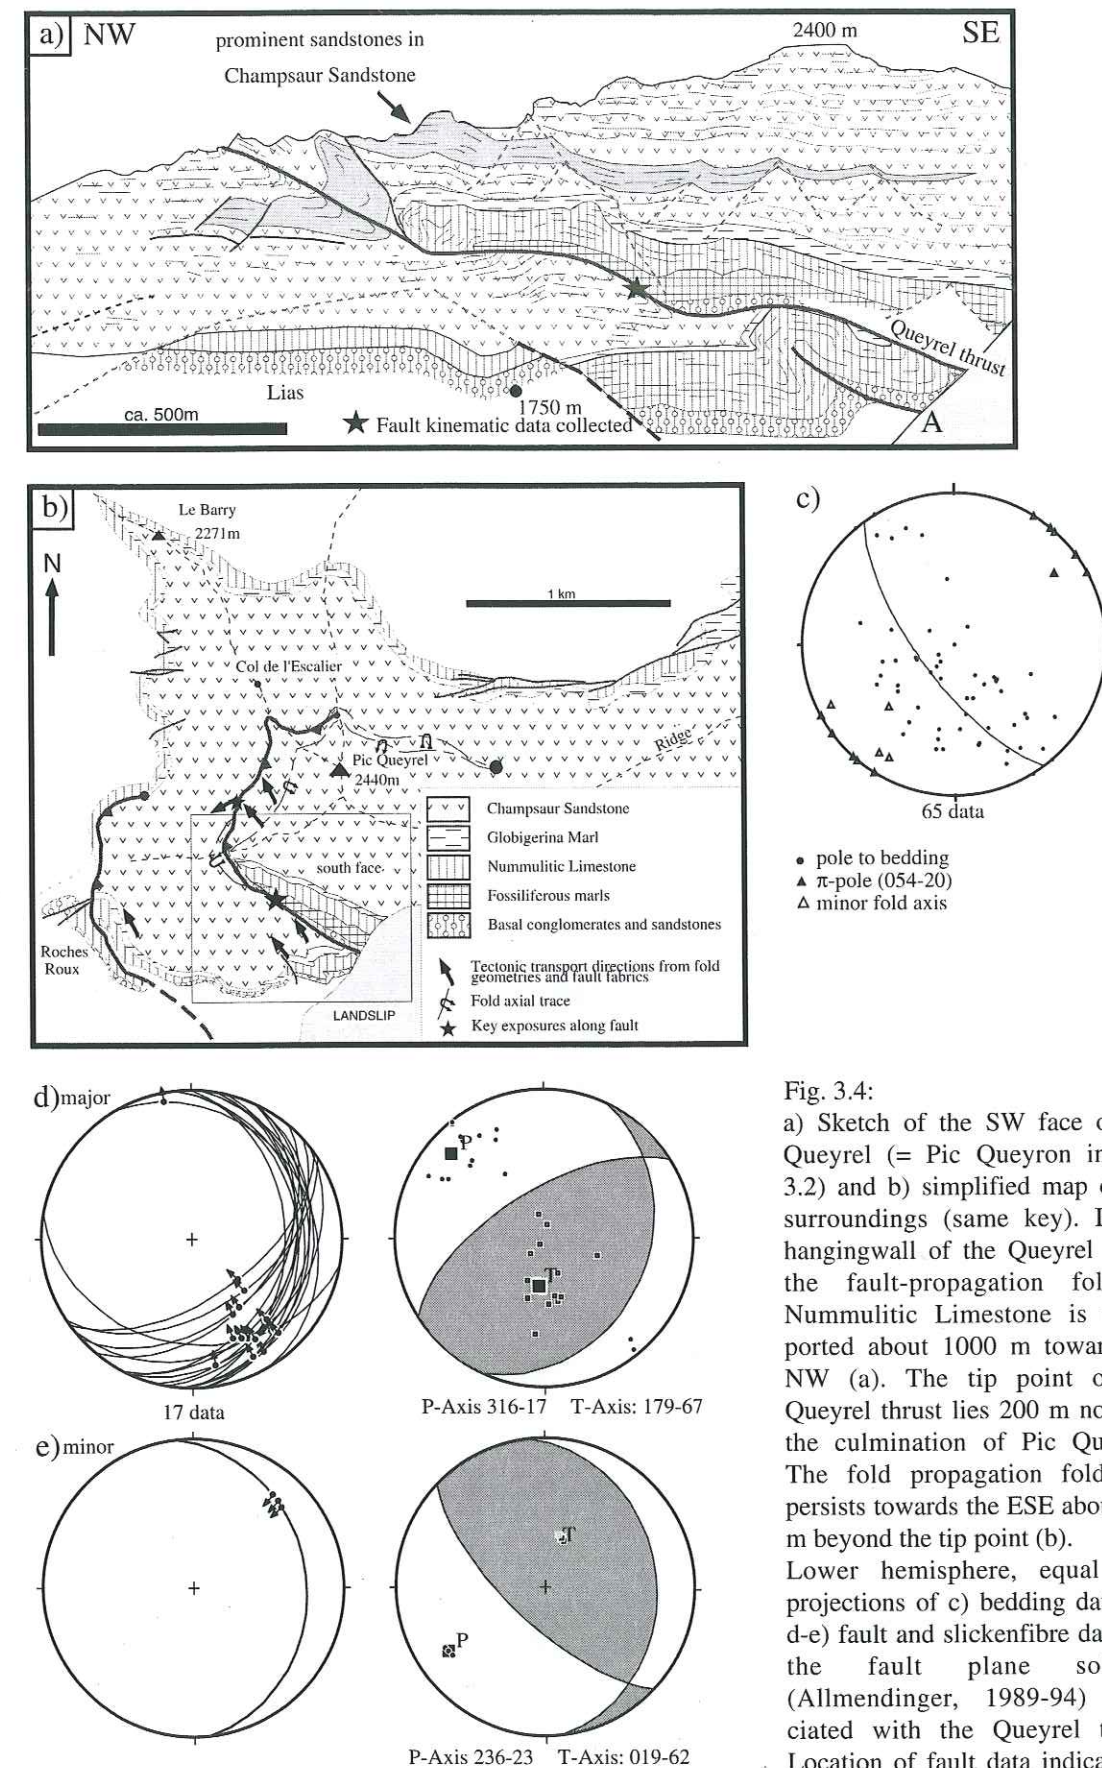 a) NW
prominent sandstones in
Champsaur Sandstone
2400 m
SE
Queyrel thrust
Lias
1750 m
ca. 500m
Fault kinematic data collected
A
b)
Le Barry
2271m
N
1 km
Col de l'Escalier
Ridge
Pic Queyrel
2440m
south face
Roches
Roux
LANDSLIP
Champsaur Sandstone
Globigerina Marl
Nummulitic Limestone
Fossiliferous marls
Basal conglomerates and sandstones
Tectonic transport directions from fold
geometries and fault fabrics
Fold axial trace
Key exposures along fault
c)
65 data
pole to bedding
π-pole (054-20)
minor fold axis
d) major
17 data
P
T
P-Axis 316-17 T-Axis: 179-67
e) minor
T
P
P-Axis 236-23 T-Axis: 019-62
Fig. 3.4:
a) Sketch of the SW face o
Queyrel (= Pic Queyron in
3.2) and b) simplified map
surroundings (same key). I
hangingwall of the Queyrel
the fault-propagation fol
Nummulitic Limestone is
ported about 1000 m towar
NW (a). The tip point o
Queyrel thrust lies 200 m no
the culmination of Pic Qu
The fold propagation fold
persists towards the ESE abou
m beyond the tip point (b).
Lower hemisphere, equal
projections of c) bedding da
d-e) fault and slickenfibre da
the fault plane so
(Allmendinger, 1989-94)
ciated with the Queyrel t
Location of fault data indica